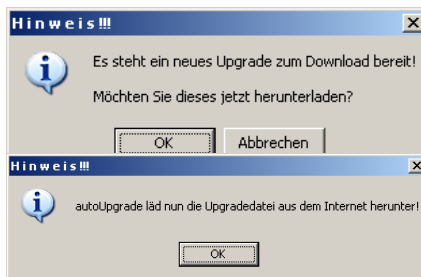 Hinweis!!!
Es steht ein neues Upgrade zum Download bereit!
Möchten Sie dieses jetzt herunterladen?
OK Abbrechen
Hinweis!!!
autoUpgrade läd nun die Upgradedatei aus dem Internet herunter!
OK